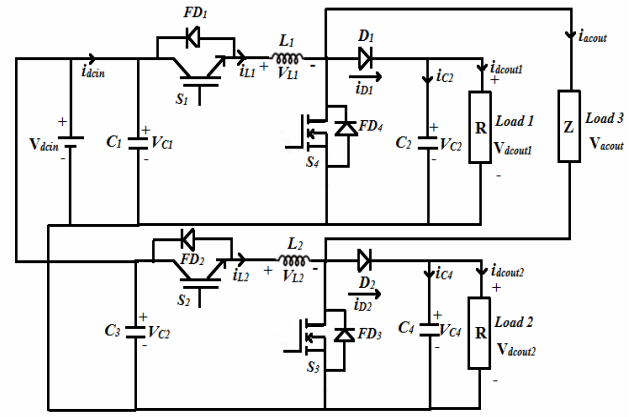 FD1
L1
D1
iacout
idcin
iL1
+
VL1
-
iC2
idcout1
S1
iD1
+
+
Vdcin
-
C1
+
VC1
-
S4
FD4
C2
+
VC2
-
R
Load 1
Vdcout1
-
Z
Load 3
Vacout
FD2
L2
iL2
+
VL2
-
D2
iC4
idcout2
S2
iD2
+
C3
+
VC2
-
S3
FD3
C4
+
VC4
-
R
Load 2
Vdcout2
-